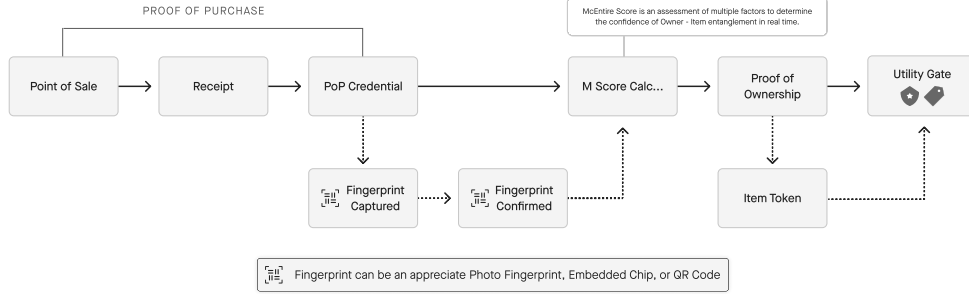 PROOF OF PURCHASE
McEntire Score is an assessment of multiple factors to determine
the confidence of Owner - Item entanglement in real time.
Point of Sale
Receipt
PoP Credential
M Score Calc...
Proof of
Ownership
Utility Gate
Fingerprint
Captured
Fingerprint
Confirmed
Item Token
Fingerprint can be an appreciate Photo Fingerprint, Embedded Chip, or QR Code